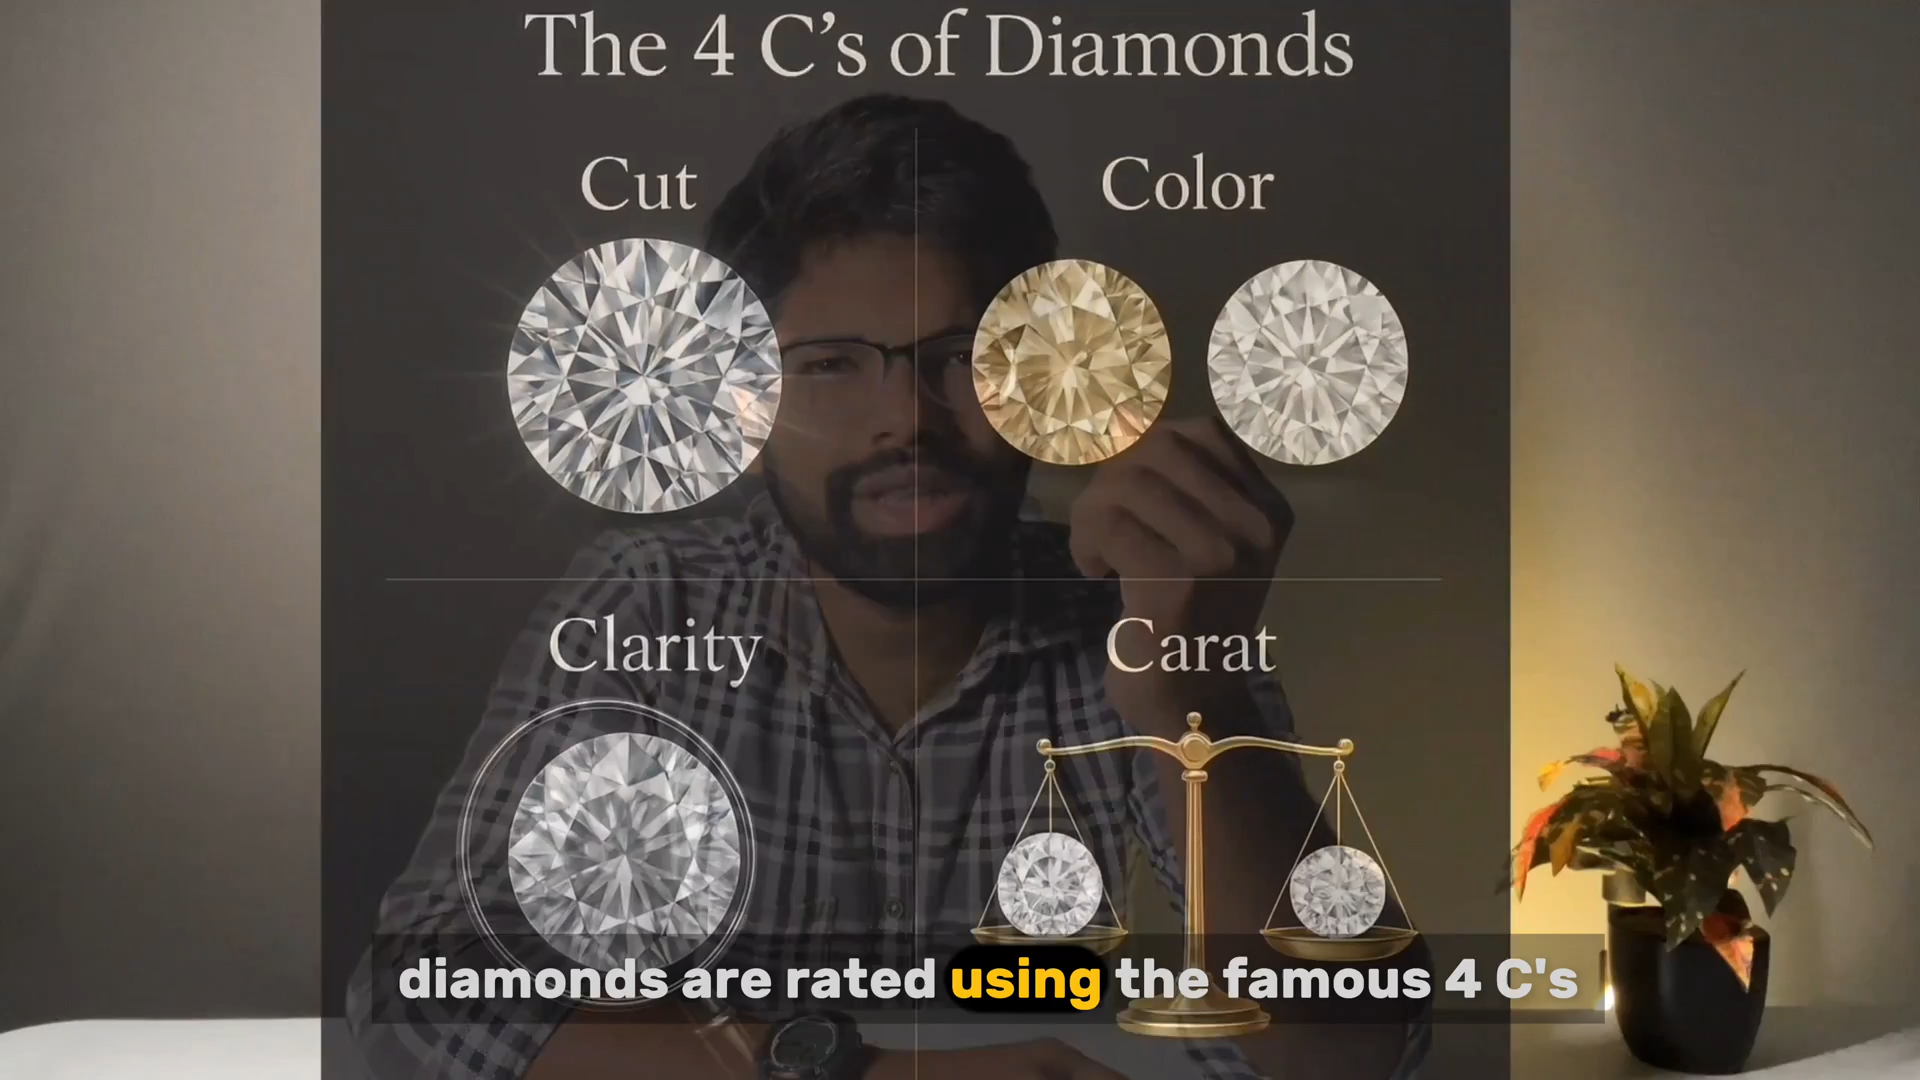 The 4 C's of Diamonds
Cut
Color
Clarity
Carat
diamonds are rated using the famous 4 C's